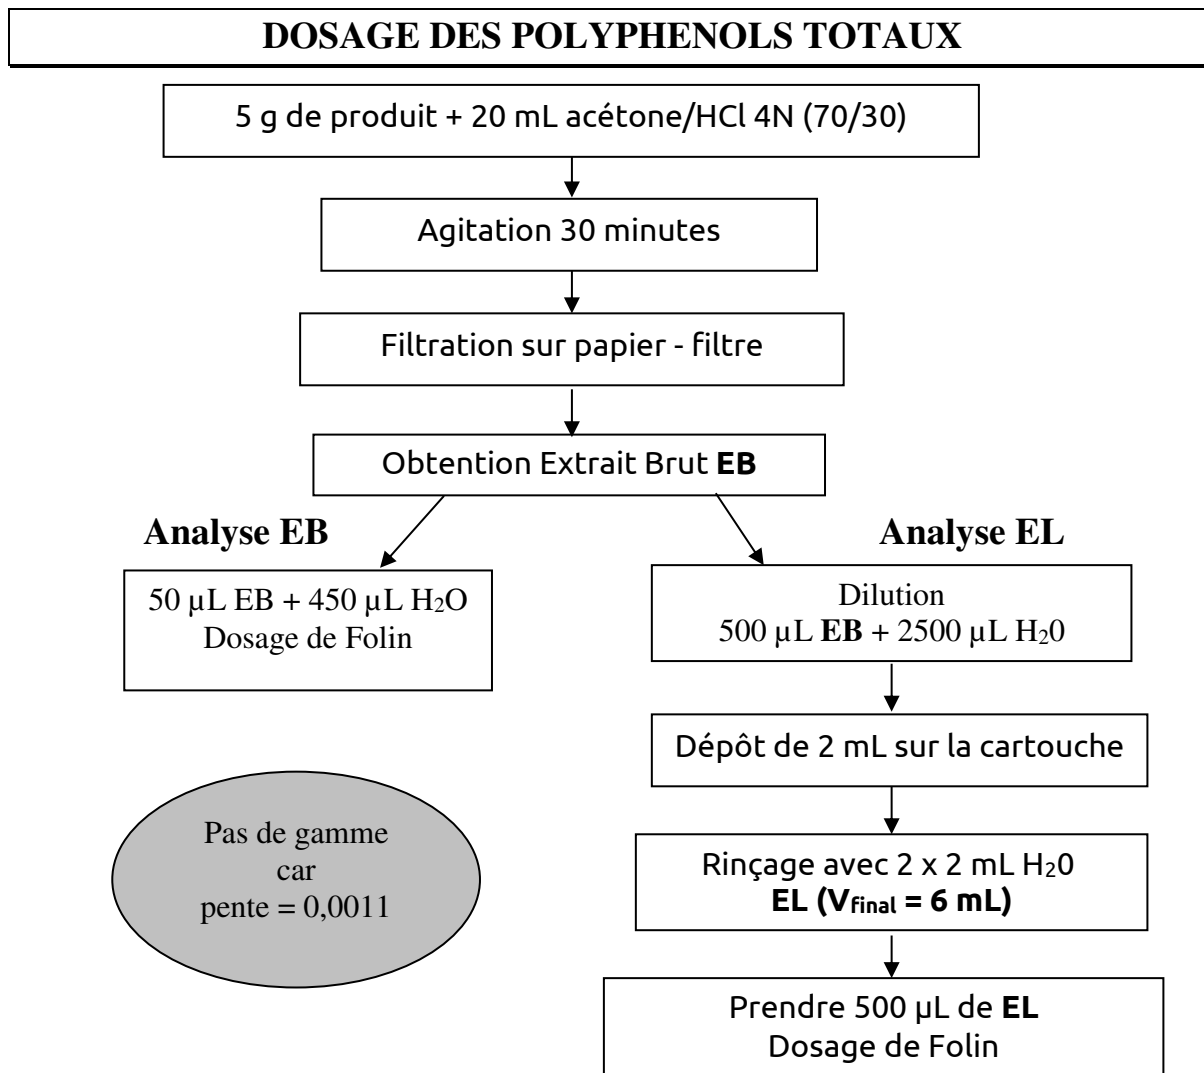 DOSAGE DES POLYPHENOLS TOTAUX
5 g de produit + 20 mL acétone/HCl 4N (70/30)
Agitation 30 minutes
Filtration sur papier - filtre
Obtention Extrait Brut EB
Analyse EB
50 µL EB + 450 µL H₂O
Dosage de Folin
Analyse EL
Dilution
500 µL EB + 2500 µL H₂0
Dépôt de 2 mL sur la cartouche
Rinçage avec 2 x 2 mL H₂0
EL (Vfinal = 6 mL)
Prendre 500 µL de EL
Dosage de Folin
Pas de gamme
car
pente = 0,0011